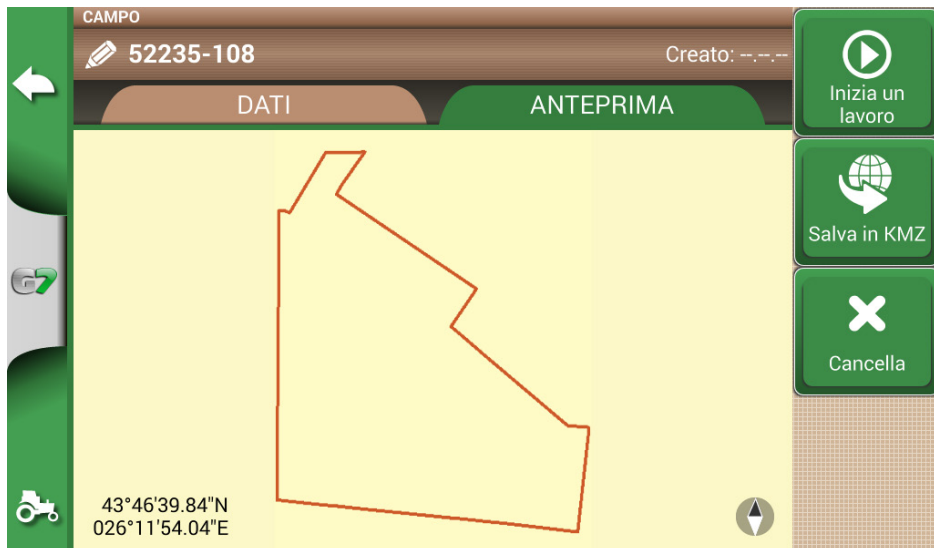 CAMPO
52235-108
Creato: --.--.--
DATI
ANTEPRIMA
Inizia un
lavoro
Salva in KMZ
Cancella
G7
43°46'39.84"N
026°11'54.04"E